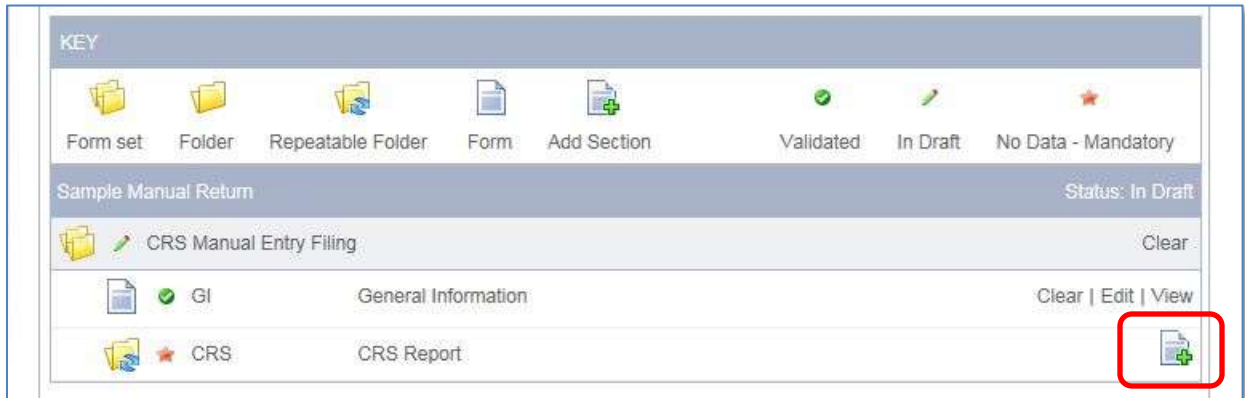 KEY
Form set Folder Repeatable Folder Form Add Section Validated In Draft No Data - Mandatory
Sample Manual Return Status: In Draft
CRS Manual Entry Filing Clear
GI General Information Clear | Edit | View
CRS CRS Report